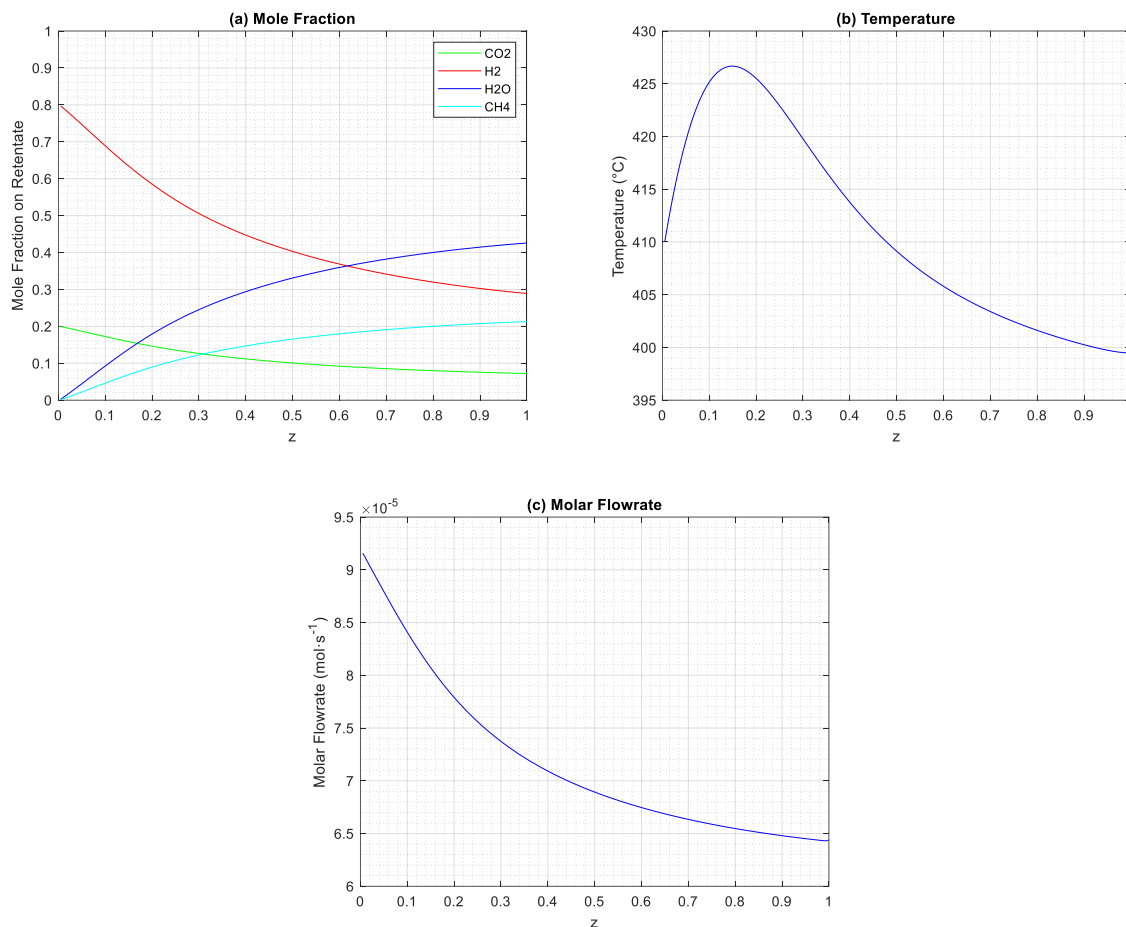 (a) Mole Fraction
1
0.9
0.8
0.7
0.6
0.5
0.4
0.3
0.2
0.1
0
Mole Fraction on Retentate
CO2
H2
H2O
CH4
0 0.1 0.2 0.3 0.4 0.5 0.6 0.7 0.8 0.9 1
z
(b) Temperature
430
425
420
415
410
405
400
395
Temperature (°C)
0 0.1 0.2 0.3 0.4 0.5 0.6 0.7 0.8 0.9
z
(c) Molar Flowrate
×10⁻⁵
9.5
9
8.5
8
7.5
7
6.5
6
Molar Flowrate (mol·s⁻¹)
0 0.1 0.2 0.3 0.4 0.5 0.6 0.7 0.8 0.9 1
z